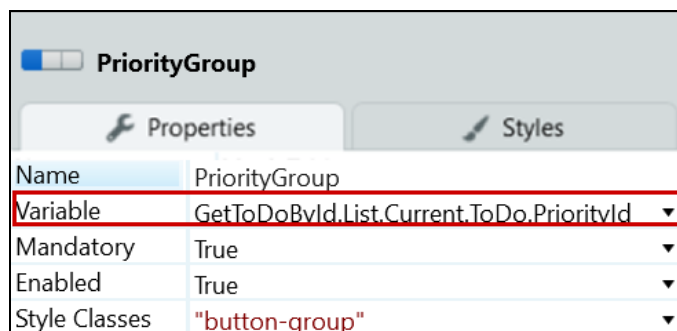 PriorityGroup
Properties Styles
Name PriorityGroup
Variable GetToDoById.List.Current.ToDo.PriorityId
Mandatory True
Enabled True
Style Classes "button-group"